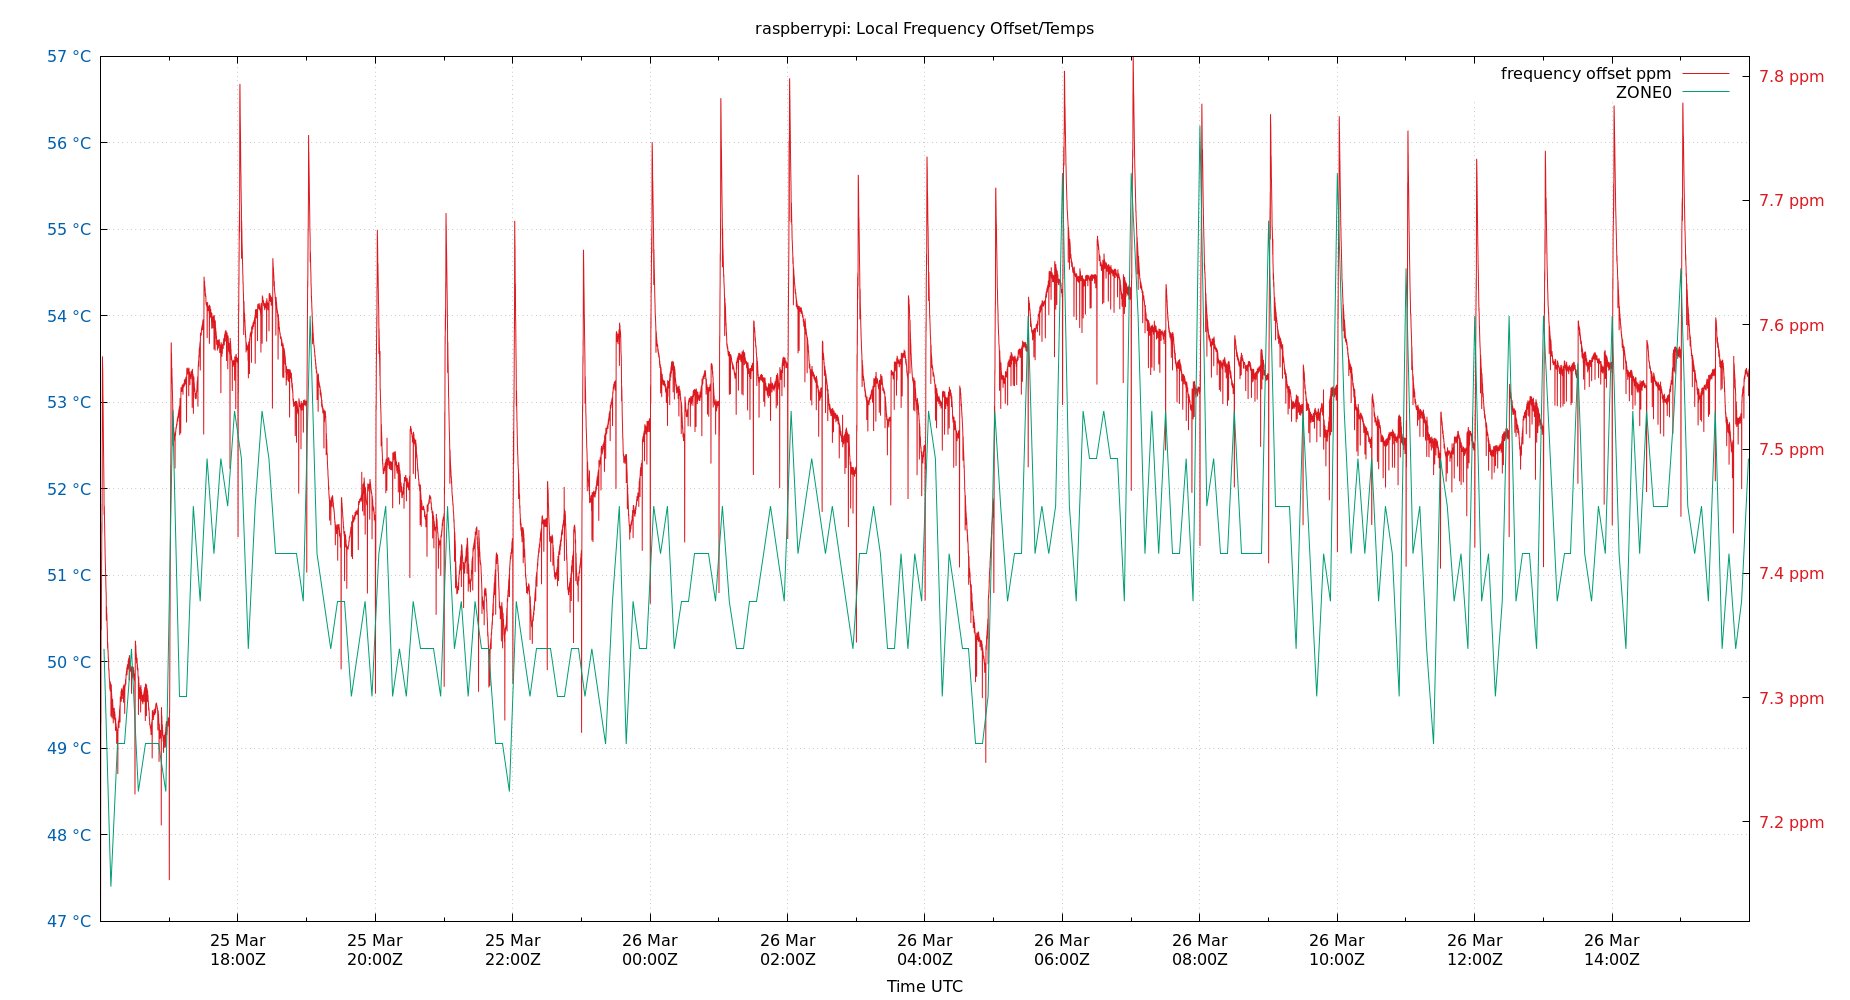 raspberrypi: Local Frequency Offset/Temps
57 °C
56 °C
55 °C
54 °C
53 °C
52 °C
51 °C
50 °C
49 °C
48 °C
47 °C
frequency offset ppm
ZONE0
7.8 ppm
7.7 ppm
7.6 ppm
7.5 ppm
7.4 ppm
7.3 ppm
7.2 ppm
25 Mar
18:00Z
25 Mar
20:00Z
25 Mar
22:00Z
26 Mar
00:00Z
26 Mar
02:00Z
26 Mar
04:00Z
26 Mar
06:00Z
26 Mar
08:00Z
26 Mar
10:00Z
26 Mar
12:00Z
26 Mar
14:00Z
Time UTC